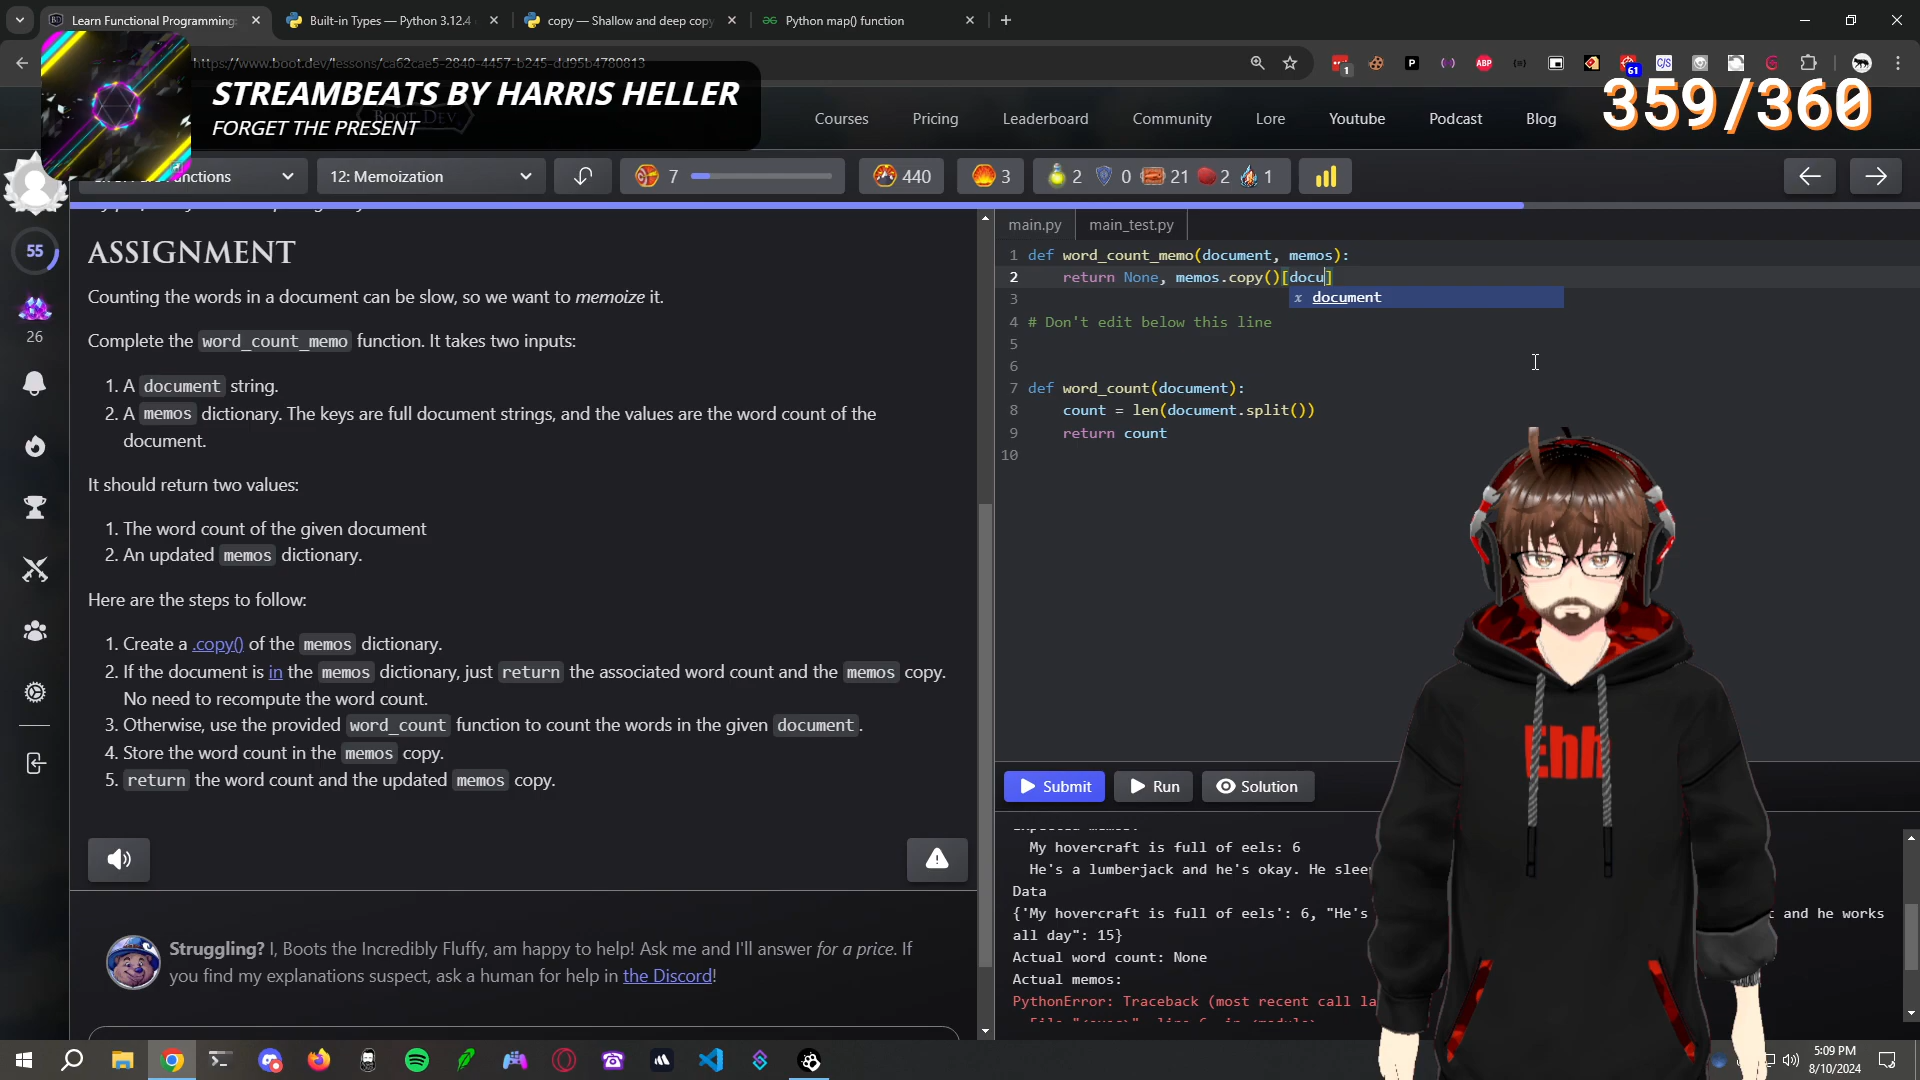 Learn Functional Programming:
Built-in Types — Python 3.12.4
copy — Shallow and deep copy
Python map() function
https://www.boot.dev/lessons/ca62cae5-2840-4457-b245-dd95b4780813
STREAMBEATS BY HARRIS HELLER
FORGET THE PRESENT
359/360
BOOT.DEV
Courses
Pricing
Leaderboard
Community
Lore
Youtube
Podcast
Blog
12: Memoization
7
440
3
2
0
21
2
1
55
26
ASSIGNMENT
Counting the words in a document can be slow, so we want to memoize it.
Complete the word_count_memo function. It takes two inputs:
1. A document string.
2. A memos dictionary. The keys are full document strings, and the values are the word count of the
document.
It should return two values:
1. The word count of the given document
2. An updated memos dictionary.
Here are the steps to follow:
1. Create a .copy() of the memos dictionary.
2. If the document is in the memos dictionary, just return the associated word count and the memos copy.
No need to recompute the word count.
3. Otherwise, use the provided word_count function to count the words in the given document.
4. Store the word count in the memos copy.
5. return the word count and the updated memos copy.
Struggling? I, Boots the Incredibly Fluffy, am happy to help! Ask me and I'll answer for a price. If
you find my explanations suspect, ask a human for help in the Discord!
main.py
main_test.py
1 def word_count_memo(document, memos):
2 return None, memos.copy()[docu]
x document
3
4 # Don't edit below this line
5
6
7 def word_count(document):
8 count = len(document.split())
9 return count
10
Submit
Run
Solution
My hovercraft is full of eels: 6
He's a lumberjack and he's okay. He slee
Data
{'My hovercraft is full of eels': 6, "He's
and he works
all day": 15}
Actual word count: None
Actual memos:
PythonError: Traceback (most recent call la
Ehh
5:09 PM
8/10/2024